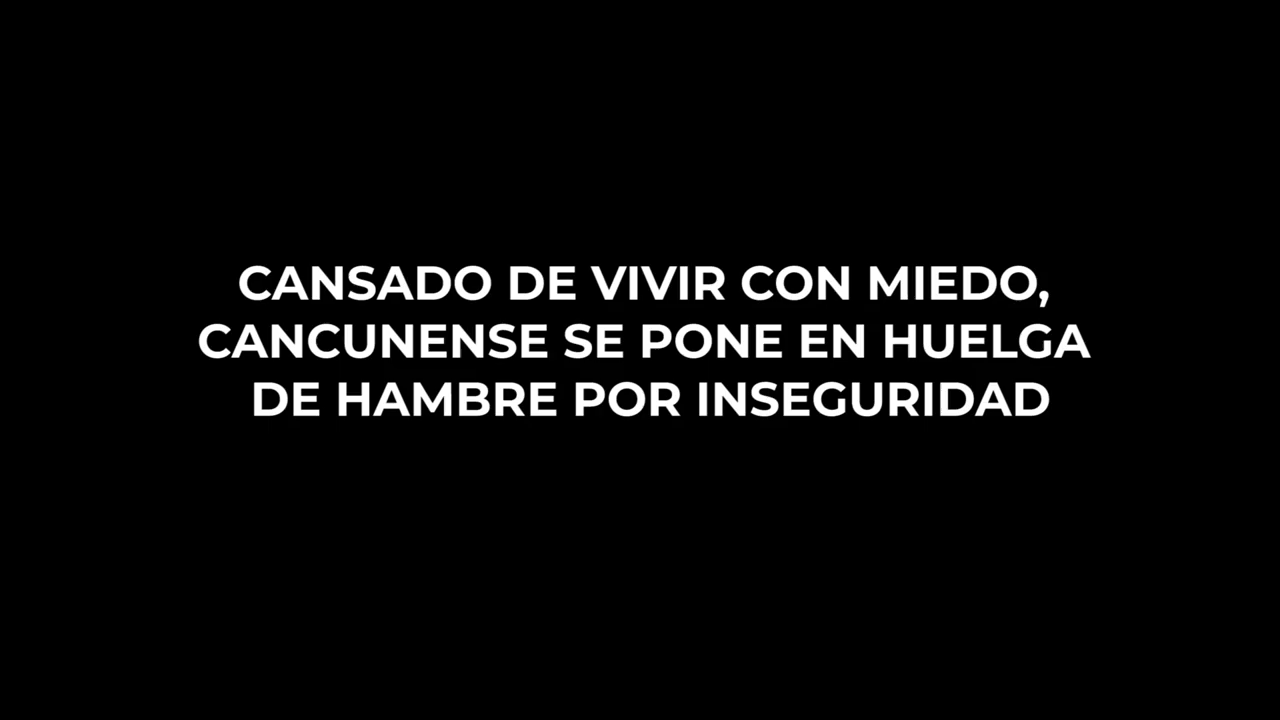 CANSADO DE VIVIR CON MIEDO,
CANCUNENSE SE PONE EN HUELGA
DE HAMBRE POR INSEGURIDAD